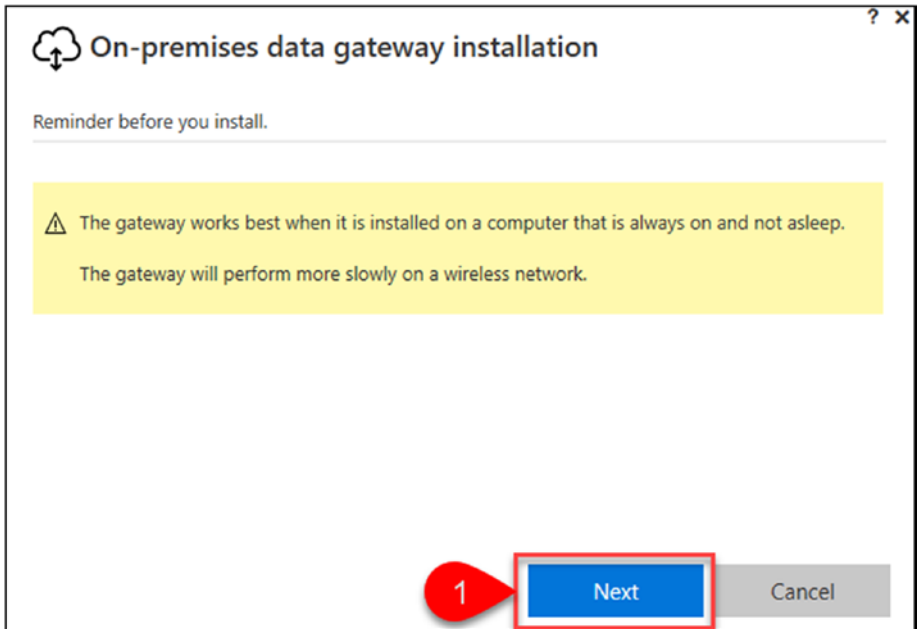 ? ×
On-premises data gateway installation
Reminder before you install.
The gateway works best when it is installed on a computer that is always on and not asleep.
The gateway will perform more slowly on a wireless network.
1
Next
Cancel